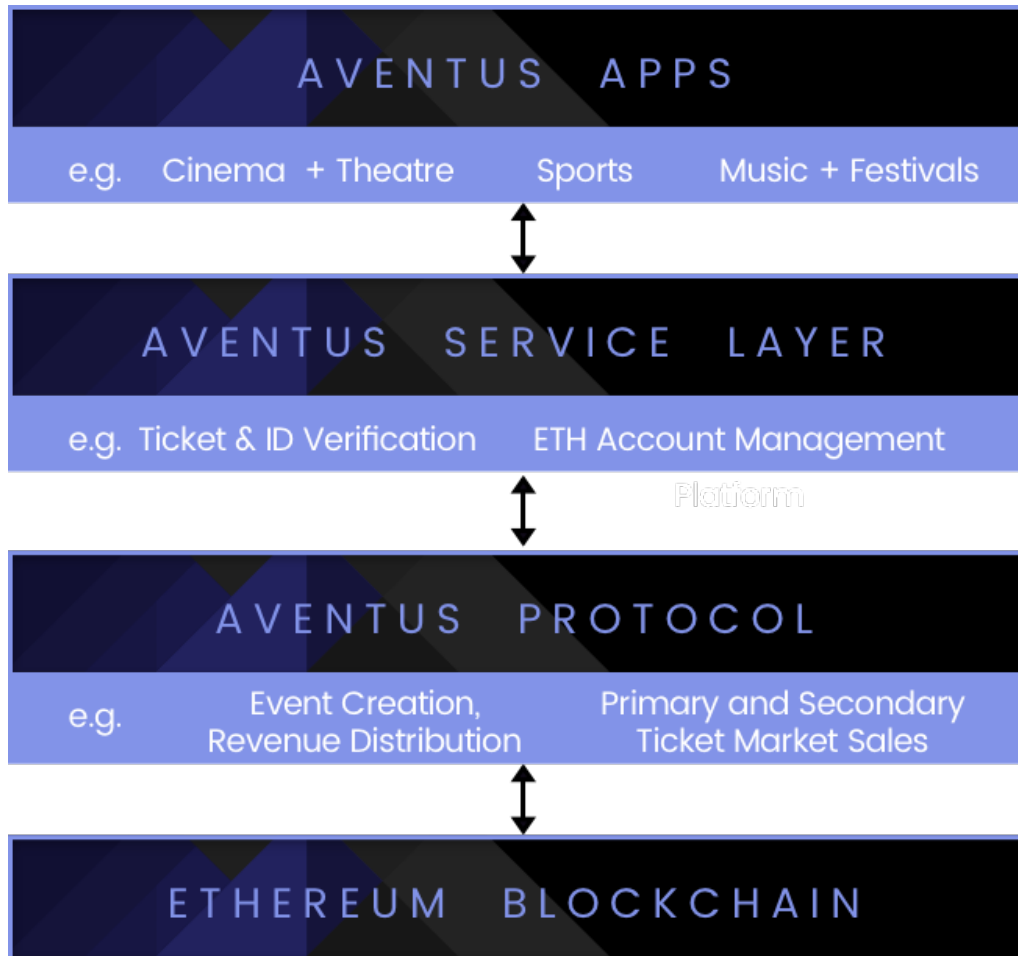 AVENTUS APPS
e.g. Cinema + Theatre Sports Music + Festivals
AVENTUS SERVICE LAYER
e.g. Ticket & ID Verification ETH Account Management
Platform
AVENTUS PROTOCOL
e.g. Event Creation, Revenue Distribution Primary and Secondary Ticket Market Sales
ETHEREUM BLOCKCHAIN